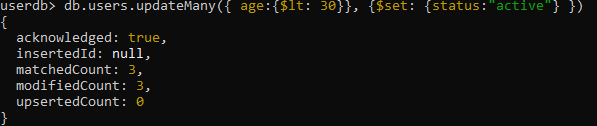 userdb> db.users.updateMany({ age:{$lt: 30}}, {$set: {status:"active"} })
{
  acknowledged: true,
  insertedId: null,
  matchedCount: 3,
  modifiedCount: 3,
  upsertedCount: 0
}